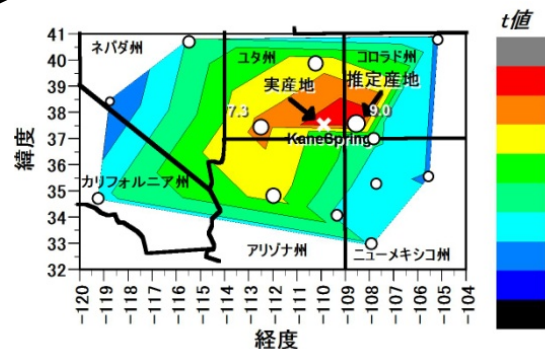 t値
41
40
39
38
37
36
35
34
33
32
緯度
ネバダ州
ユタ州
コロラド州
実産地
推定産地
7.3
9.0
KaneSpring
カリフォルニア州
アリゾナ州
ニューメキシコ州
-120
-119
-118
-117
-116
-115
-114
-113
-112
-111
-110
-109
-108
-107
-106
-105
-104
経度